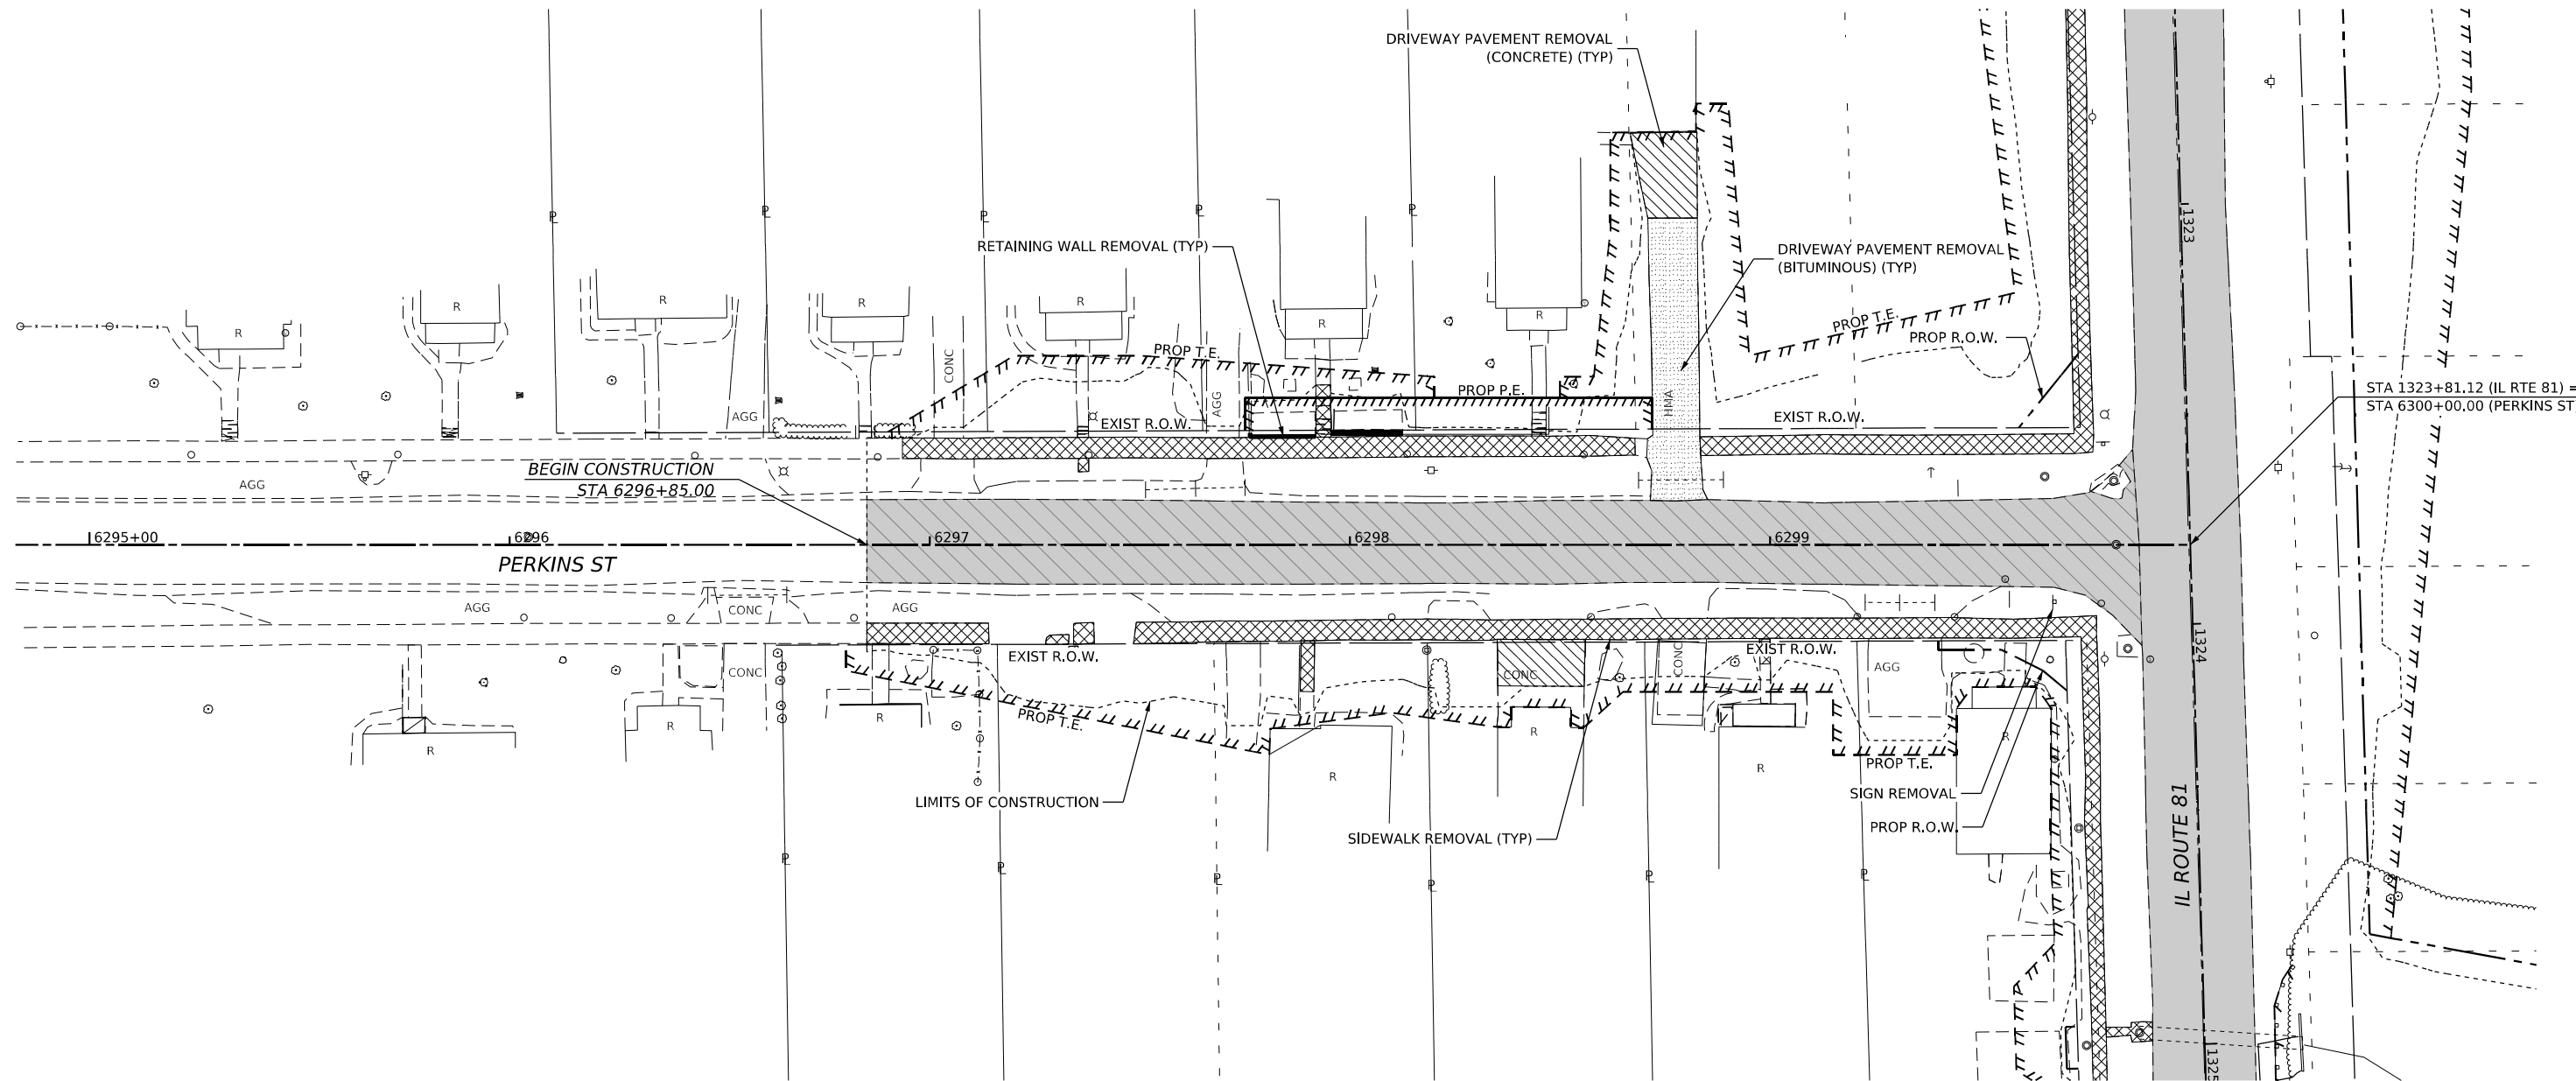 DRIVEWAY PAVEMENT REMOVAL
(CONCRETE) (TYP)
1323
RETAINING WALL REMOVAL (TYP)
DRIVEWAY PAVEMENT REMOVAL
(BITUMINOUS) (TYP)
R
R
R
R
R
R
R
PROP T.E.
PROP T.E.
PROP R.O.W.
CONC
AGG
AGG
PROP P.E.
HMA
EXIST R.O.W.
EXIST R.O.W.
STA 1323+81.12 (IL RTE 81) =
STA 6300+00.00 (PERKINS ST
BEGIN CONSTRUCTION
STA 6296+85.00
AGG
6295+00
6296
6297
6298
6299
PERKINS ST
AGG
CONC
AGG
1324
EXIST R.O.W.
EXIST R.O.W.
CONC
CONC
CONC
AGG
PROP T.E.
R
R
R
R
R
R
R
PROP T.E.
LIMITS OF CONSTRUCTION
SIDEWALK REMOVAL (TYP)
SIGN REMOVAL
PROP R.O.W.
IL ROUTE 81
1325